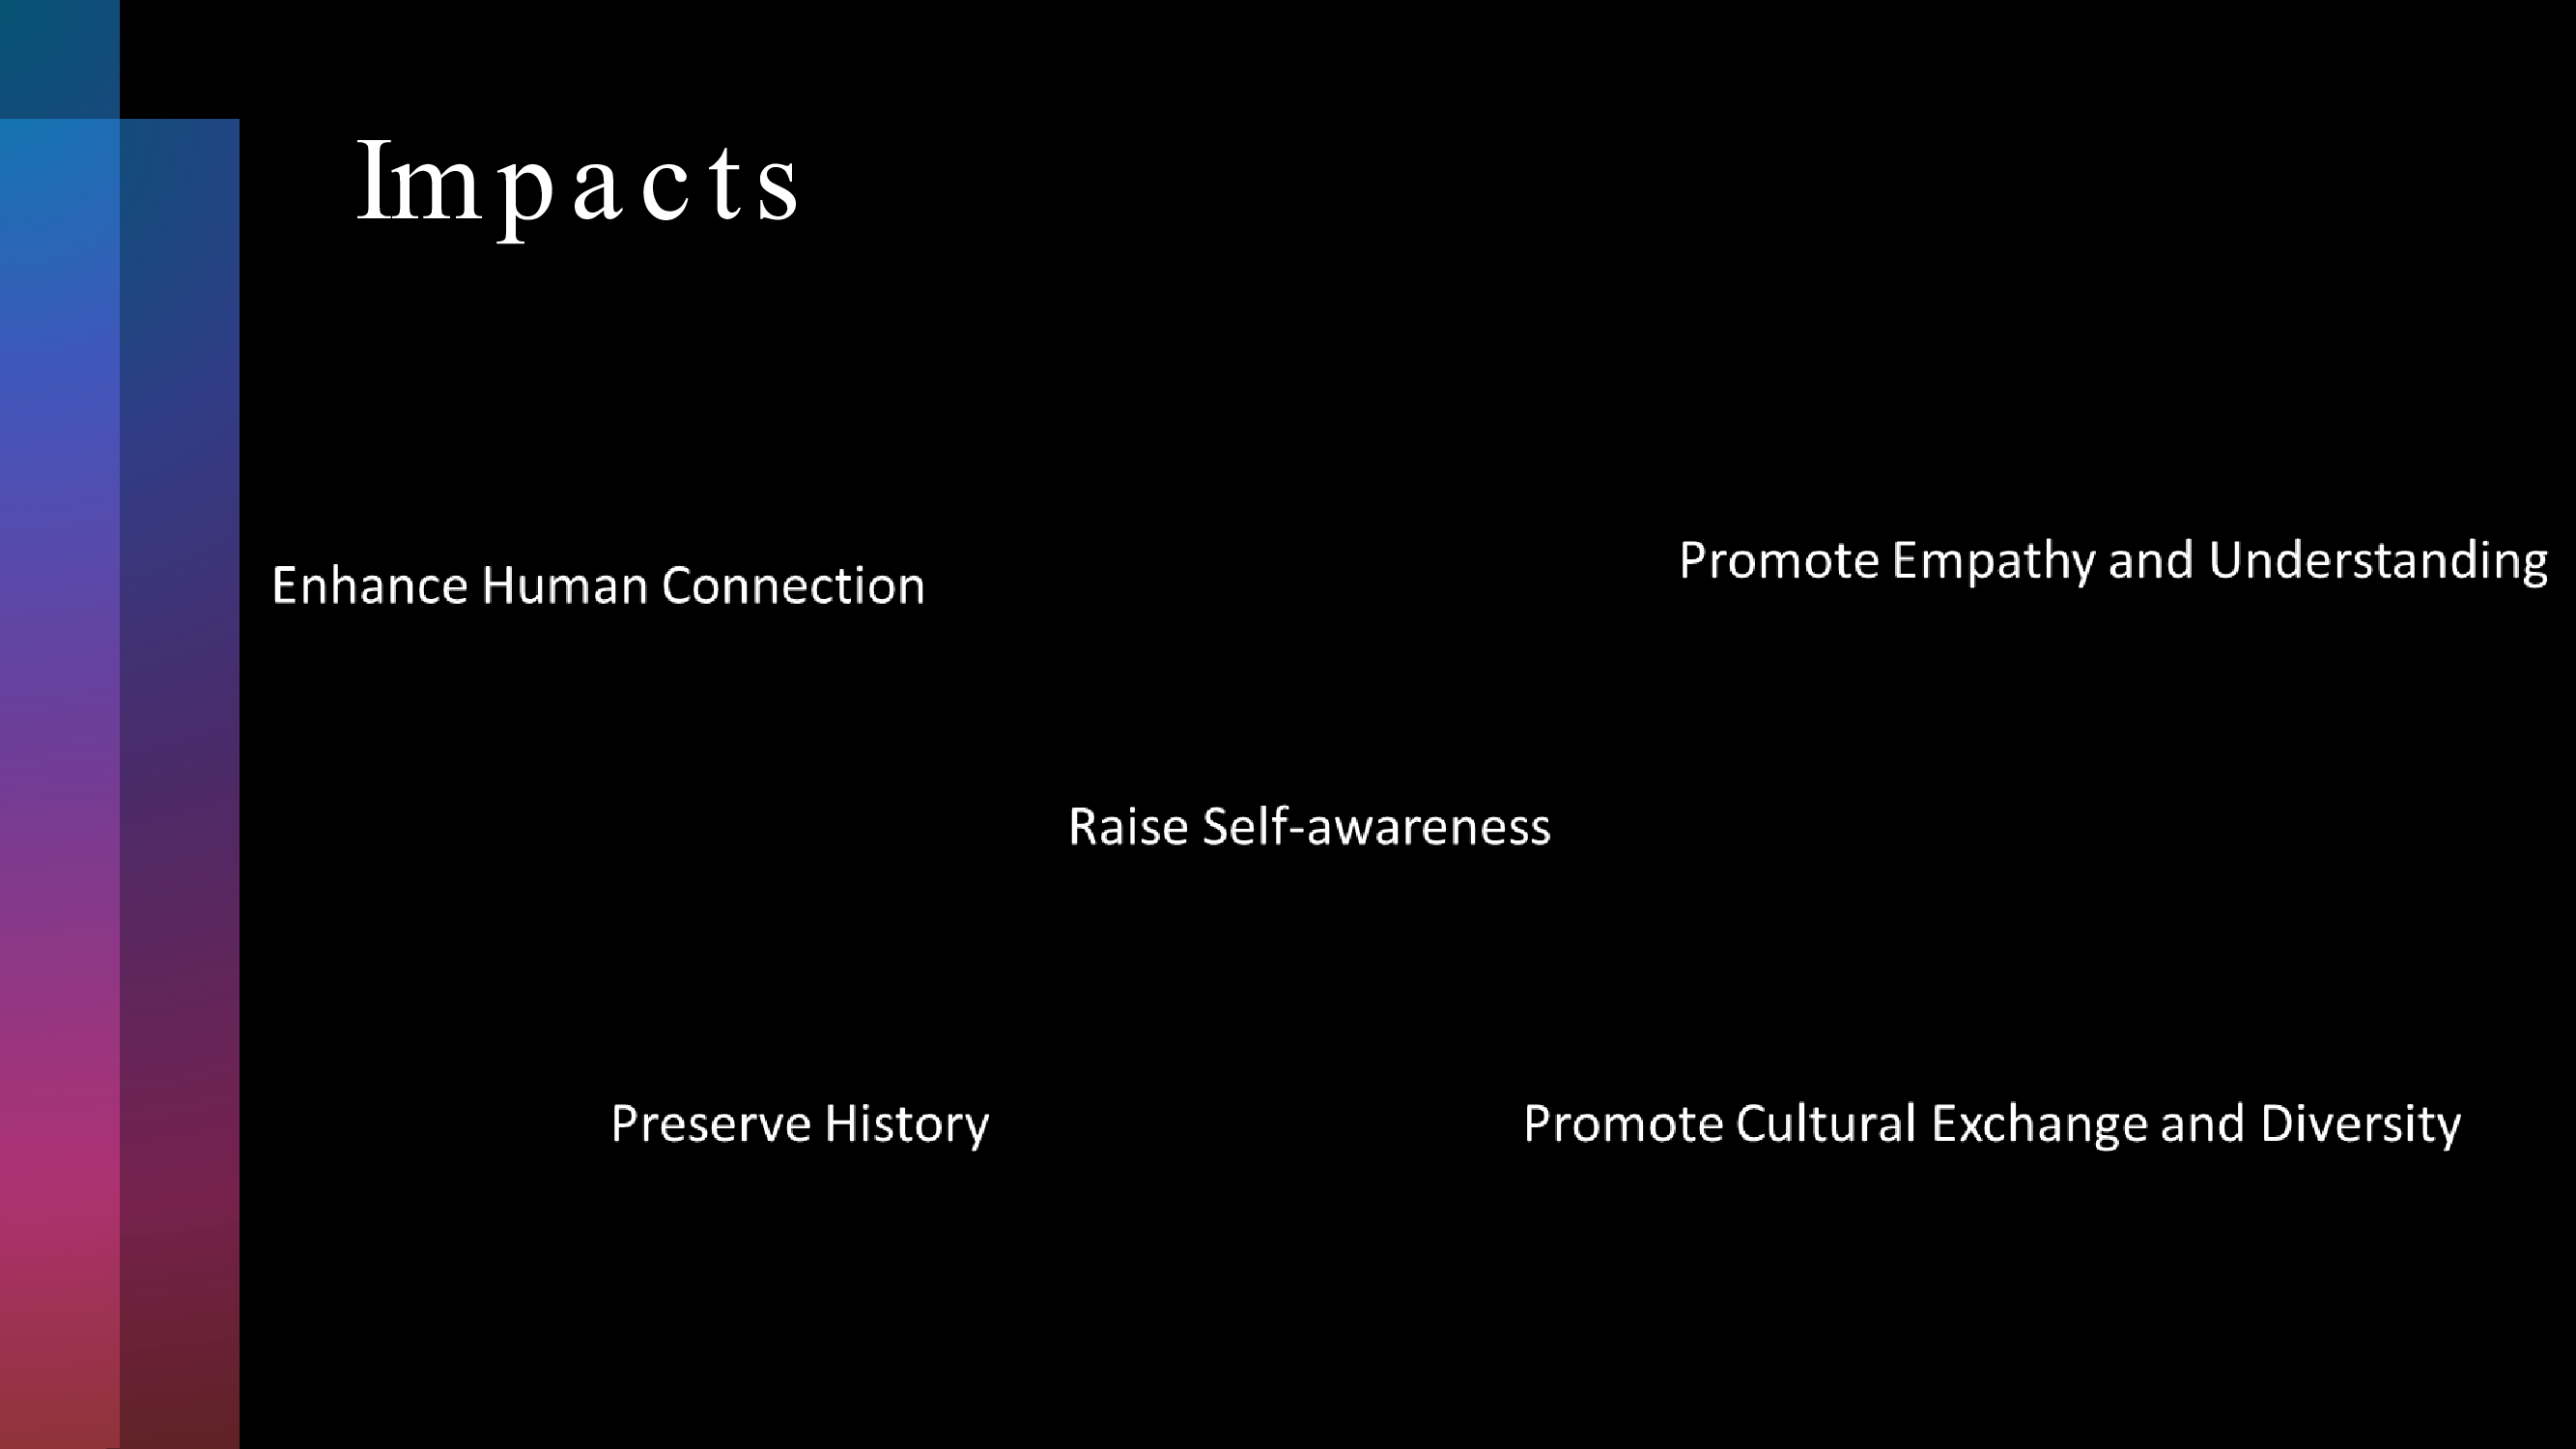 Impacts
Enhance Human Connection
Promote Empathy and Understanding
Raise Self-awareness
Preserve History
Promote Cultural Exchange and Diversity